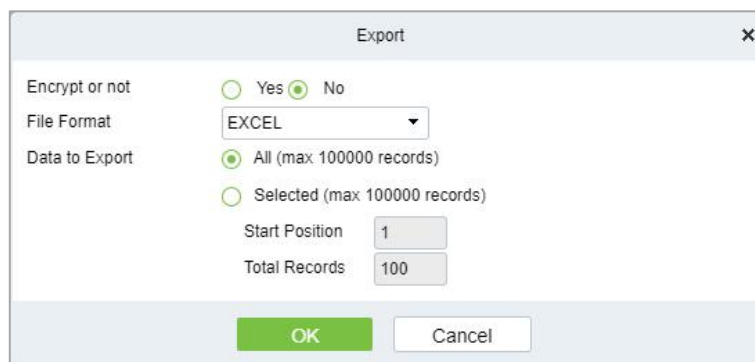 Export
Encrypt or not Yes No
File Format EXCEL
Data to Export All (max 100000 records)
Selected (max 100000 records)
Start Position 1
Total Records 100
OK Cancel